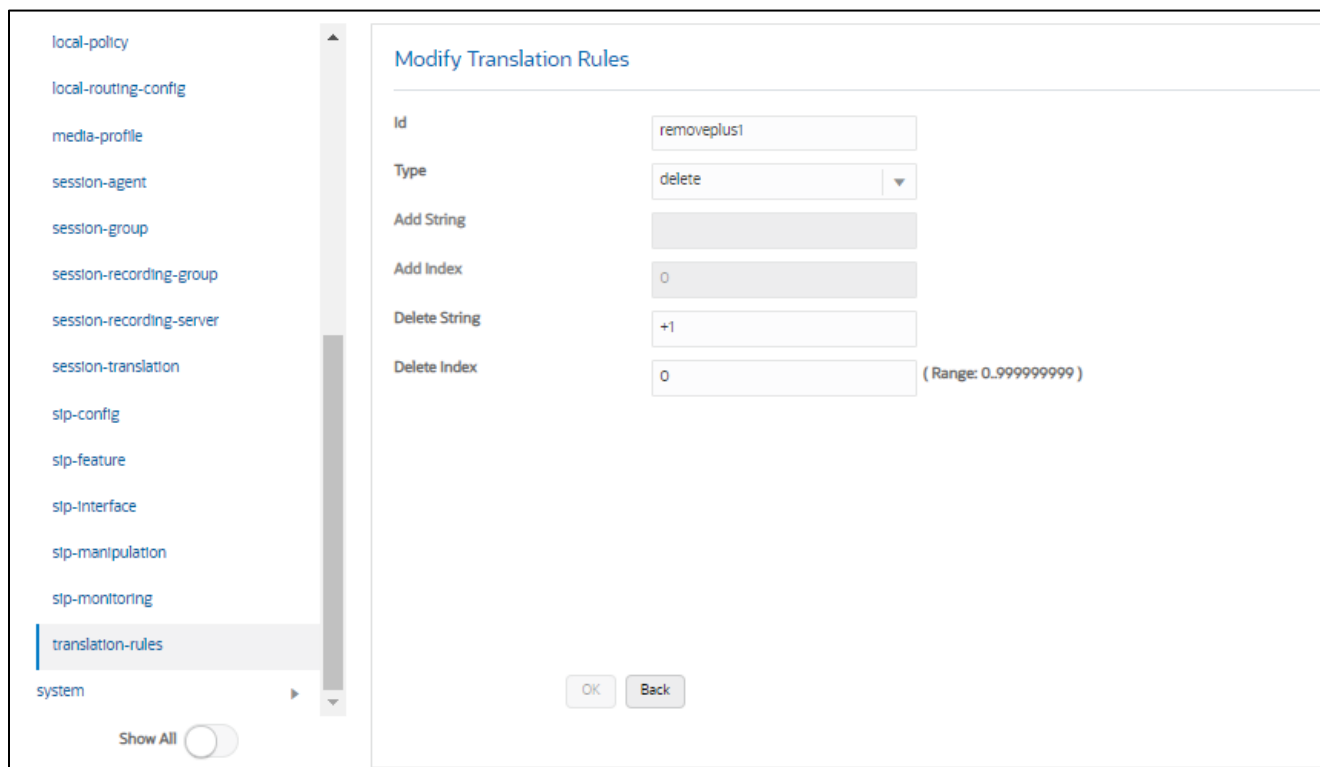 local-policy
local-routing-config
media-profile
session-agent
session-group
session-recording-group
session-recording-server
session-translation
sip-config
sip-feature
sip-interface
sip-manipulation
sip-monitoring
translation-rules
system
Show All
Modify Translation Rules
Id removeplus1
Type delete
Add String
Add Index 0
Delete String +1
Delete Index 0 ( Range: 0..999999999 )
OK Back